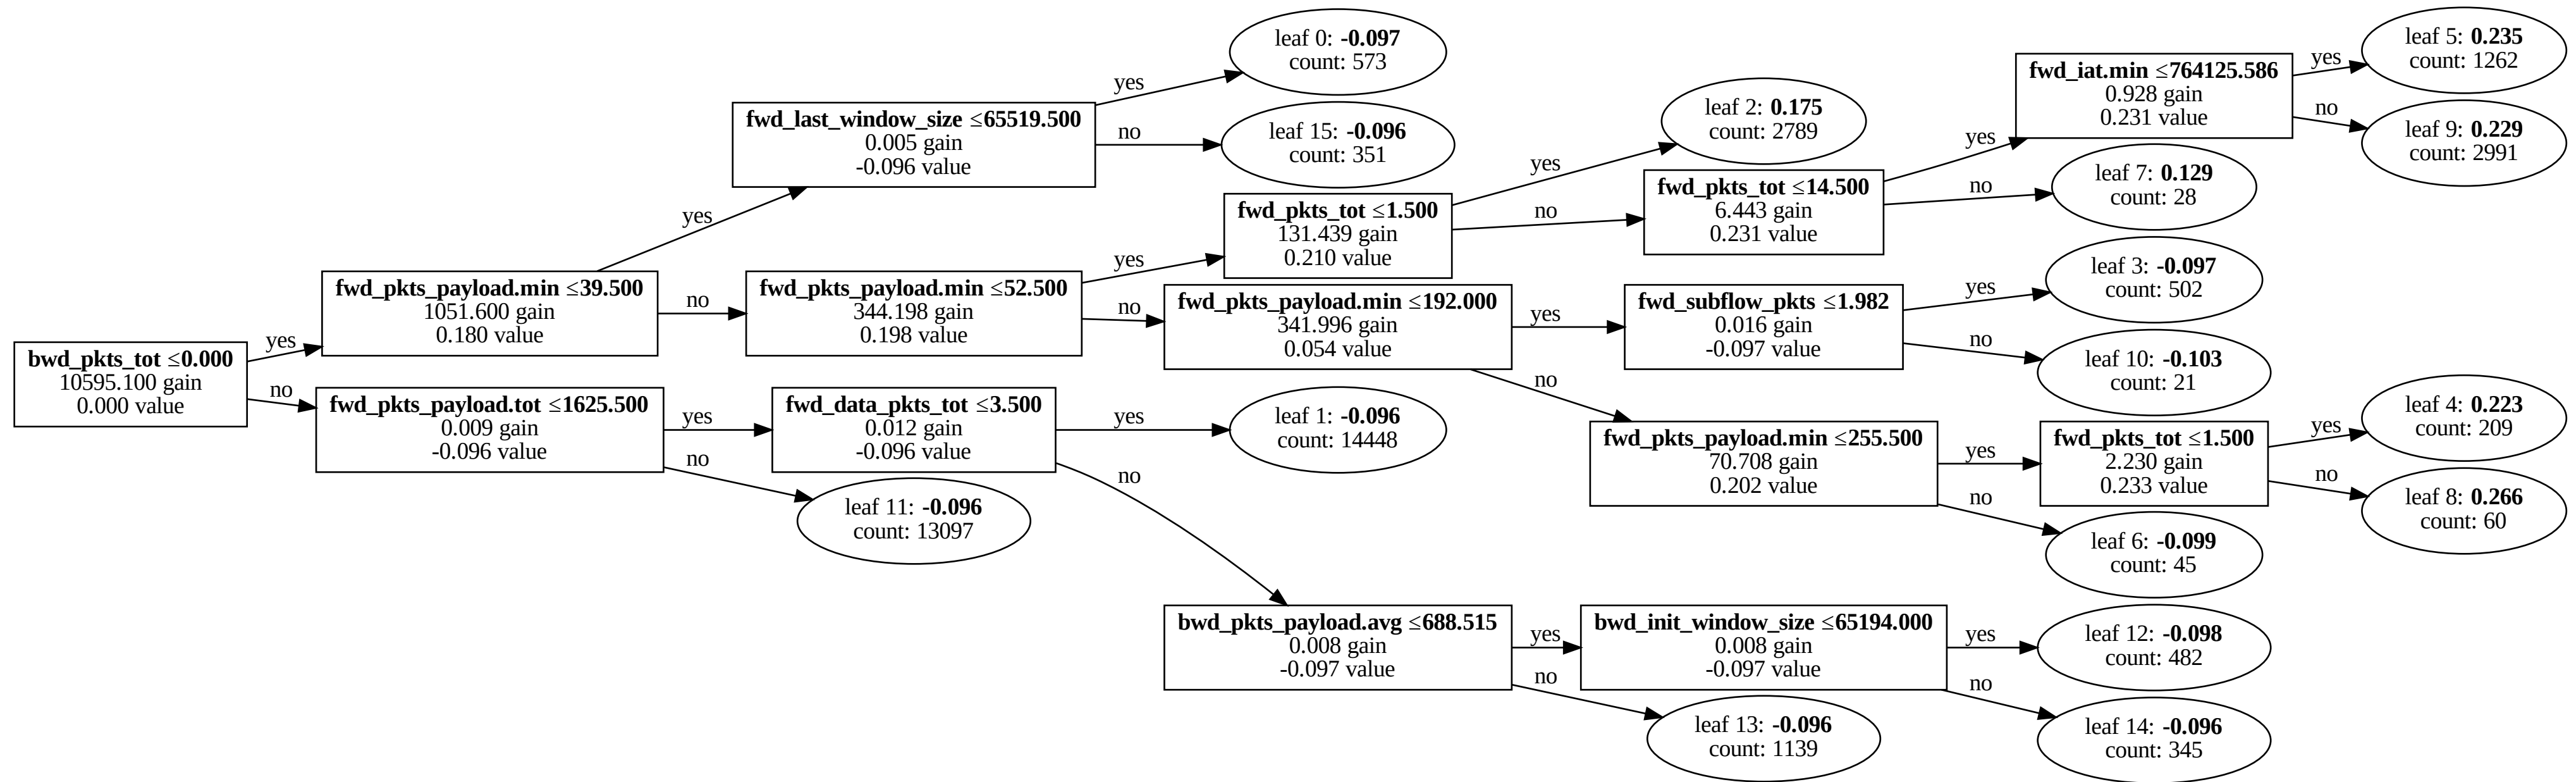 bwd_pkts_tot ≤0.000
10595.100 gain
0.000 value
yes
no
fwd_pkts_payload.min ≤39.500
1051.600 gain
0.180 value
yes
no
fwd_pkts_payload.tot ≤1625.500
0.009 gain
-0.096 value
yes
no
fwd_last_window_size ≤65519.500
0.005 gain
-0.096 value
yes
no
fwd_pkts_payload.min ≤52.500
344.198 gain
0.198 value
yes
no
fwd_data_pkts_tot ≤3.500
0.012 gain
-0.096 value
yes
no
leaf 11: -0.096
count: 13097
leaf 0: -0.097
count: 573
leaf 15: -0.096
count: 351
fwd_pkts_tot ≤1.500
131.439 gain
0.210 value
yes
no
fwd_pkts_payload.min ≤192.000
341.996 gain
0.054 value
yes
no
leaf 1: -0.096
count: 14448
bwd_pkts_payload.avg ≤688.515
0.008 gain
-0.097 value
yes
no
leaf 2: 0.175
count: 2789
fwd_pkts_tot ≤14.500
6.443 gain
0.231 value
yes
no
fwd_subflow_pkts ≤1.982
0.016 gain
-0.097 value
yes
no
fwd_pkts_payload.min ≤255.500
70.708 gain
0.202 value
yes
no
bwd_init_window_size ≤65194.000
0.008 gain
-0.097 value
yes
no
leaf 13: -0.096
count: 1139
fwd_iat.min ≤764125.586
0.928 gain
0.231 value
yes
no
leaf 7: 0.129
count: 28
leaf 3: -0.097
count: 502
leaf 10: -0.103
count: 21
fwd_pkts_tot ≤1.500
2.230 gain
0.233 value
yes
no
leaf 6: -0.099
count: 45
leaf 12: -0.098
count: 482
leaf 14: -0.096
count: 345
leaf 5: 0.235
count: 1262
leaf 9: 0.229
count: 2991
leaf 4: 0.223
count: 209
leaf 8: 0.266
count: 60